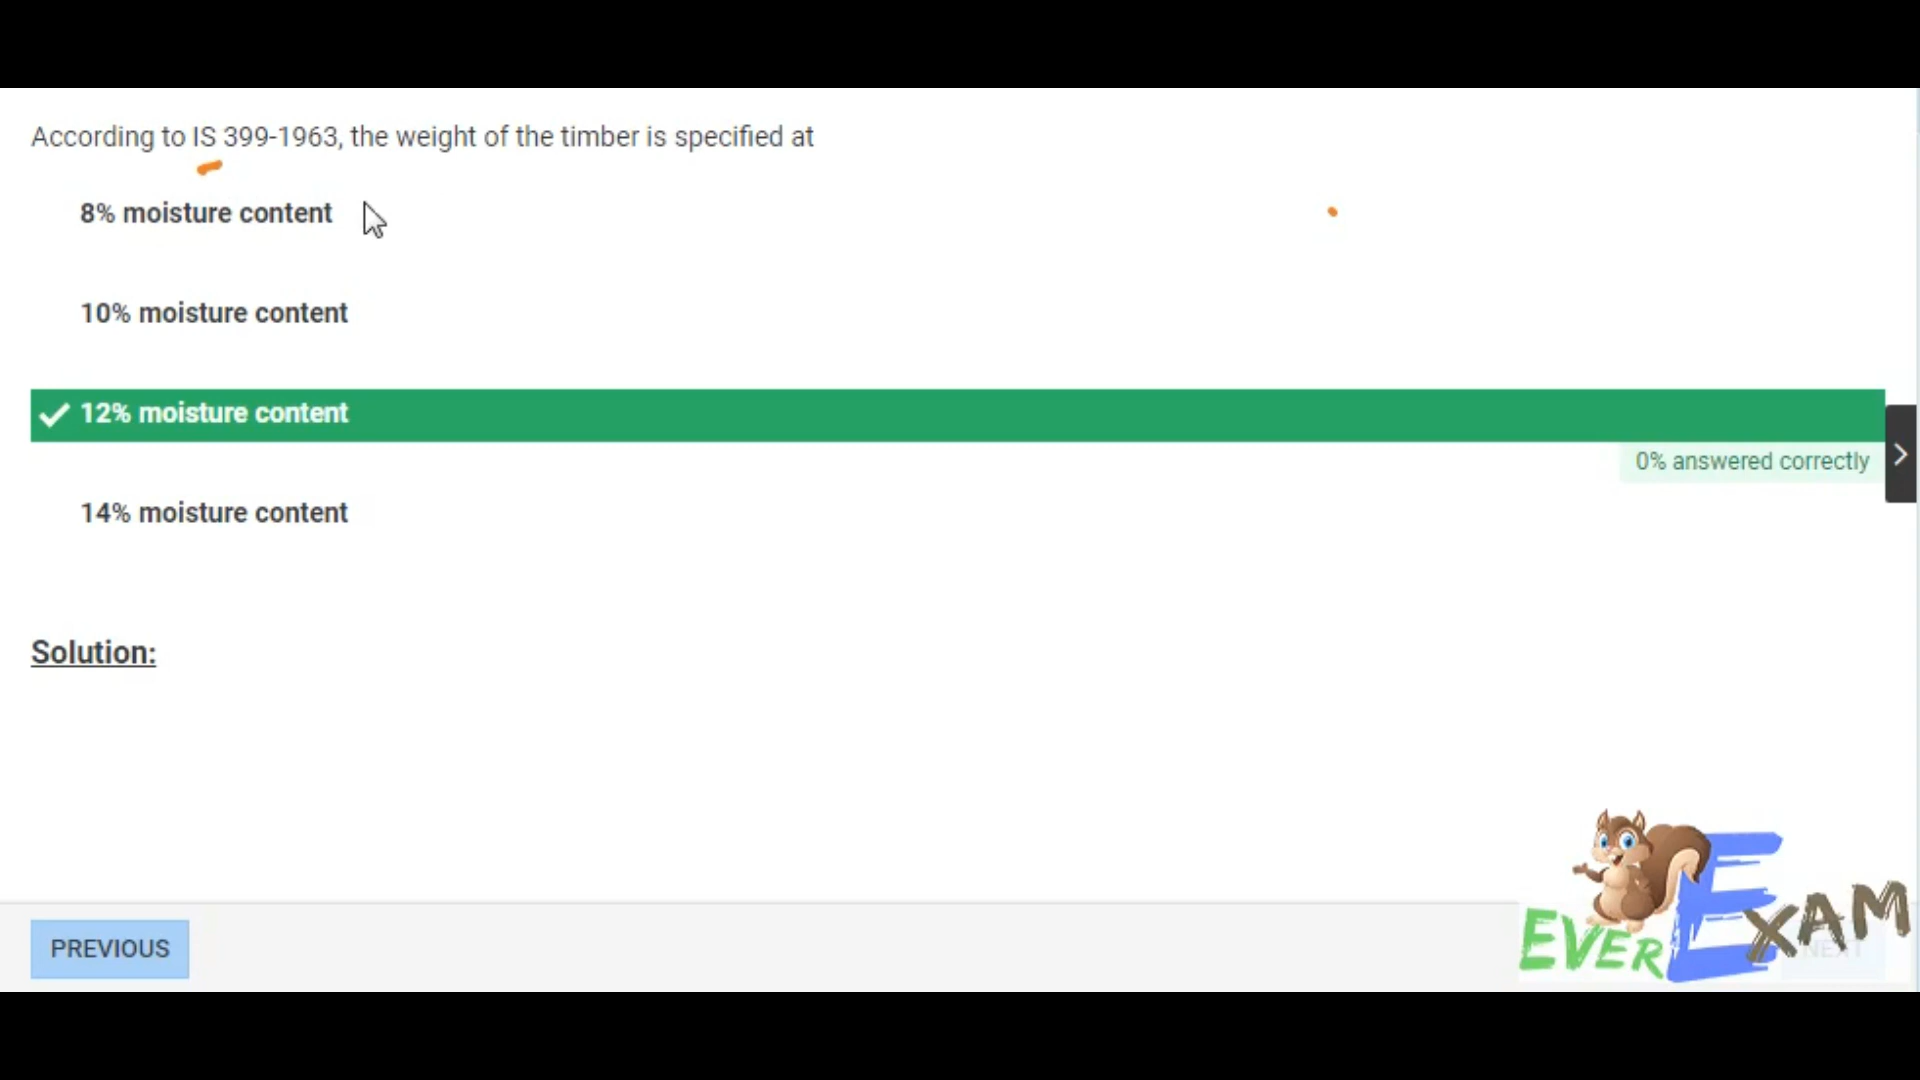 According to IS 399-1963, the weight of the timber is specified at
8% moisture content
10% moisture content
12% moisture content
0% answered correctly
14% moisture content
Solution:
PREVIOUS
EVER EXAM
NEXT